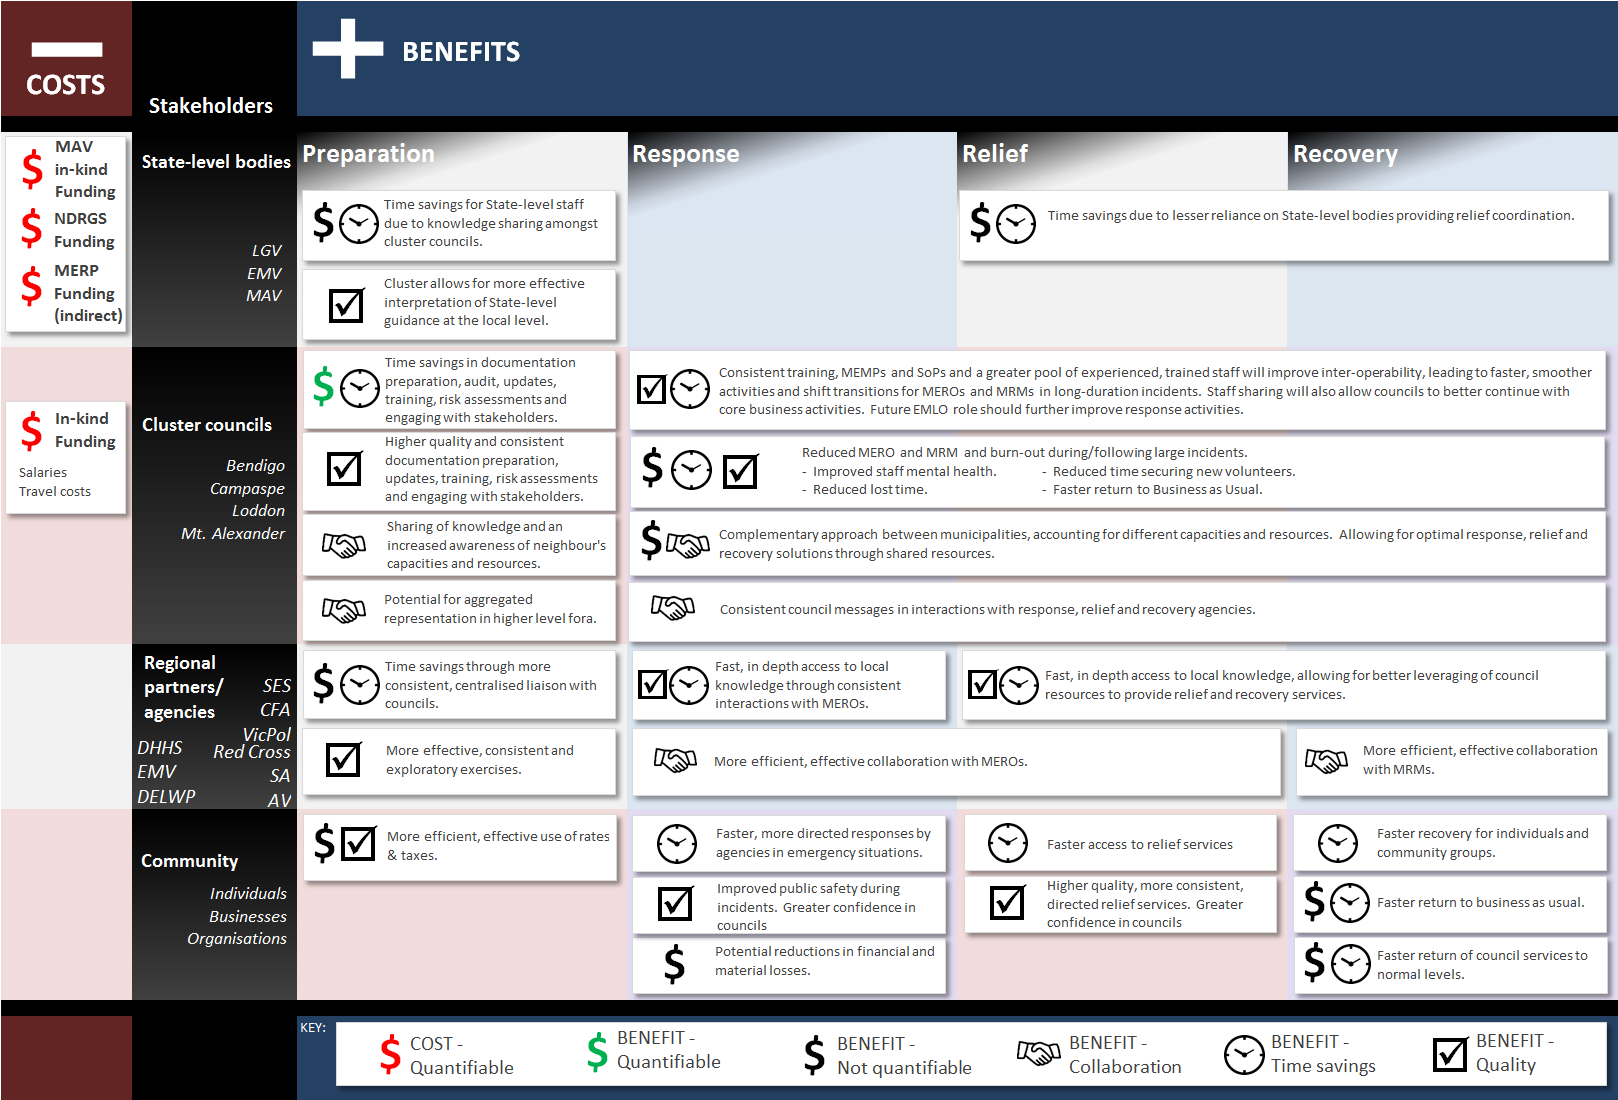 COSTS
Stakeholders
BENEFITS
MAV
in-kind
Funding
NDRGS
Funding
MERP
Funding
(indirect)
State-level bodies
LGV
EMV
MAV
Preparation
Response
Relief
Recovery
Time savings for State-level staff
due to knowledge sharing amongst
cluster councils.
Time savings due to lesser reliance on State-level bodies providing relief coordination.
Cluster allows for more effective
interpretation of State-level
guidance at the local level.
In-kind
Funding
Salaries
Travel costs
Cluster councils
Bendigo
Campaspe
Loddon
Mt. Alexander
Time savings in documentation
preparation, audit, updates,
training, risk assessments and
engaging with stakeholders.
Consistent training, MEMPs and SoPs and a greater pool of experienced, trained staff will improve inter-operability, leading to faster, smoother
activities and shift transitions for MEROs and MRMs in long-duration incidents. Staff sharing will also allow councils to better continue with
core business activities. Future EMLO role should further improve response activities.
Higher quality and consistent
documentation preparation,
updates, training, risk assessments
and engaging with stakeholders.
Reduced MERO and MRM and burn-out during/following large incidents.
- Improved staff mental health. - Reduced time securing new volunteers.
- Reduced lost time. - Faster return to Business as Usual.
Sharing of knowledge and an
increased awareness of neighbour's
capacities and resources.
Complementary approach between municipalities, accounting for different capacities and resources. Allowing for optimal response, relief and
recovery solutions through shared resources.
Potential for aggregated
representation in higher level fora.
Consistent council messages in interactions with response, relief and recovery agencies.
Regional
partners/
agencies
SES
CFA
VicPol
Red Cross
SA
AV
DHHS
EMV
DELWP
Time savings through more
consistent, centralised liaison with
councils.
Fast, in depth access to local
knowledge through consistent
interactions with MEROs.
Fast, in depth access to local knowledge, allowing for better leveraging of council
resources to provide relief and recovery services.
More effective, consistent and
exploratory exercises.
More efficient, effective collaboration with MEROs.
More efficient, effective collaboration
with MRMs.
Community
Individuals
Businesses
Organisations
More efficient, effective use of rates
& taxes.
Faster, more directed responses by
agencies in emergency situations.
Faster access to relief services
Faster recovery for individuals and
community groups.
Improved public safety during
incidents. Greater confidence in
councils
Higher quality, more consistent,
directed relief services. Greater
confidence in councils
Faster return to business as usual.
Potential reductions in financial and
material losses.
Faster return of council services to
normal levels.
KEY:
COST -
Quantifiable
BENEFIT -
Quantifiable
BENEFIT -
Not quantifiable
BENEFIT -
Collaboration
BENEFIT -
Time savings
BENEFIT -
Quality